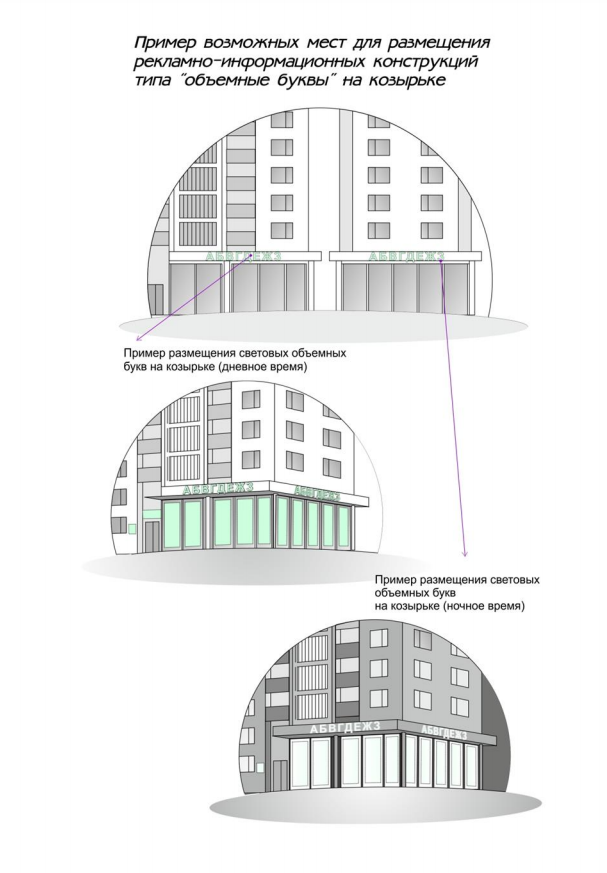 Пример возможных мест для размещения
рекламно-информационных конструкций
типа "объемные буквы" на козырьке
АБВГДЕЖЗ
АБВГДЕЖЗ
Пример размещения световых объемных
букв на козырьке (дневное время)
АБВГДЕЖЗ
АБВГДЕЖЗ
Пример размещения световых
объемных букв
на козырьке (ночное время)
АБВГДЕЖЗ
АБВГДЕЖЗ